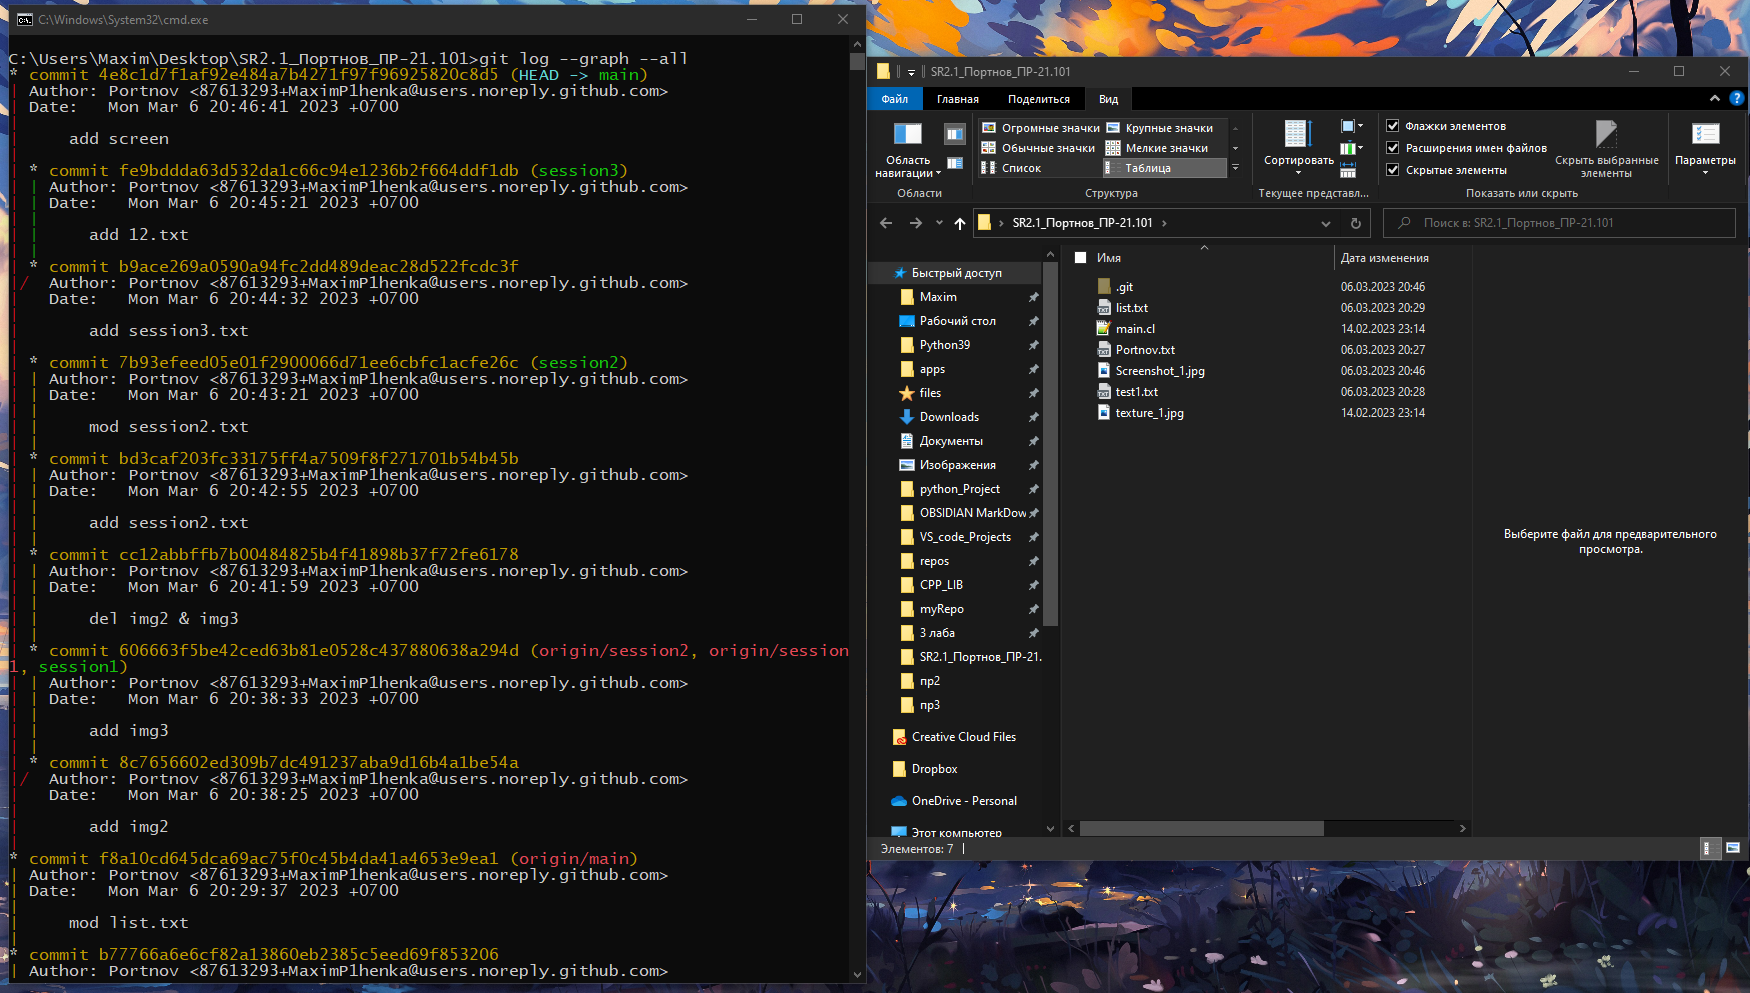 C:\Windows\System32\cmd.exe
C:\Users\Maxim\Desktop\SR2.1_Портнов_ПР-21.101>git log --graph --all
* commit 4e8c1d7f1af92e484a7b4271f97f96925820c8d5 (HEAD -> main)
| Author: Portnov <87613293+MaximP1henka@users.noreply.github.com>
| Date:   Mon Mar 6 20:46:41 2023 +0700
|
|     add screen
|
| * commit fe9bddda63d532da1c66c94e1236b2f664ddf1db (session3)
| | Author: Portnov <87613293+MaximP1henka@users.noreply.github.com>
| | Date:   Mon Mar 6 20:45:21 2023 +0700
| |
| |     add 12.txt
| |
| * commit b9ace269a0590a94fc2dd489deac28d522fcdc3f
|/  Author: Portnov <87613293+MaximP1henka@users.noreply.github.com>
|   Date:   Mon Mar 6 20:44:32 2023 +0700
|
|       add session3.txt
|
| * commit 7b93efeed05e01f2900066d71ee6cbfc1acfe26c (session2)
| | Author: Portnov <87613293+MaximP1henka@users.noreply.github.com>
| | Date:   Mon Mar 6 20:43:21 2023 +0700
| |
| |     mod session2.txt
| |
| * commit bd3caf203fc33175ff4a7509f8f271701b54b45b
| | Author: Portnov <87613293+MaximP1henka@users.noreply.github.com>
| | Date:   Mon Mar 6 20:42:55 2023 +0700
| |
| |     add session2.txt
| |
| * commit cc12abbffb7b00484825b4f41898b37f72fe6178
| | Author: Portnov <87613293+MaximP1henka@users.noreply.github.com>
| | Date:   Mon Mar 6 20:41:59 2023 +0700
| |
| |     del img2 & img3
| |
| * commit 606663f5be42ced63b81e0528c437880638a294d (origin/session2, origin/session
1, session1)
| | Author: Portnov <87613293+MaximP1henka@users.noreply.github.com>
| | Date:   Mon Mar 6 20:38:33 2023 +0700
| |
| |     add img3
| |
| * commit 8c7656602ed309b7dc491237aba9d16b4a1be54a
|/  Author: Portnov <87613293+MaximP1henka@users.noreply.github.com>
|   Date:   Mon Mar 6 20:38:25 2023 +0700
|
|       add img2
|
* commit f8a10cd645dca69ac75f0c45b4da41a4653e9ea1 (origin/main)
| Author: Portnov <87613293+MaximP1henka@users.noreply.github.com>
| Date:   Mon Mar 6 20:29:37 2023 +0700
|
|     mod list.txt
|
* commit b77766a6e6cf82a13860eb2385c5eed69f853206
| Author: Portnov <87613293+MaximP1henka@users.noreply.github.com>
SR2.1_Портнов_ПР-21.101
Файл Главная Поделиться Вид
Область навигации
Области
Огромные значки Крупные значки
Обычные значки Мелкие значки
Список Таблица
Структура
Сортировать
Текущее представл...
Флажки элементов
Расширения имен файлов
Скрытые элементы
Скрыть выбранные элементы
Показать или скрыть
Параметры
SR2.1_Портнов_ПР-21.101
Поиск в: SR2.1_Портнов_ПР-21.101
Быстрый доступ
Maxim
Рабочий стол
Python39
apps
files
Downloads
Документы
Изображения
python_Project
OBSIDIAN MarkDow
VS_code_Projects
repos
CPP_LIB
myRepo
3 лаба
SR2.1_Портнов_ПР-21.
пр2
пр3
Creative Cloud Files
Dropbox
OneDrive - Personal
Этот компьютер
Имя Дата изменения
.git 06.03.2023 20:46
list.txt 06.03.2023 20:29
main.cl 14.02.2023 23:14
Portnov.txt 06.03.2023 20:27
Screenshot_1.jpg 06.03.2023 20:46
test1.txt 06.03.2023 20:28
texture_1.jpg 14.02.2023 23:14
Выберите файл для предварительного
просмотра.
Элементов: 7